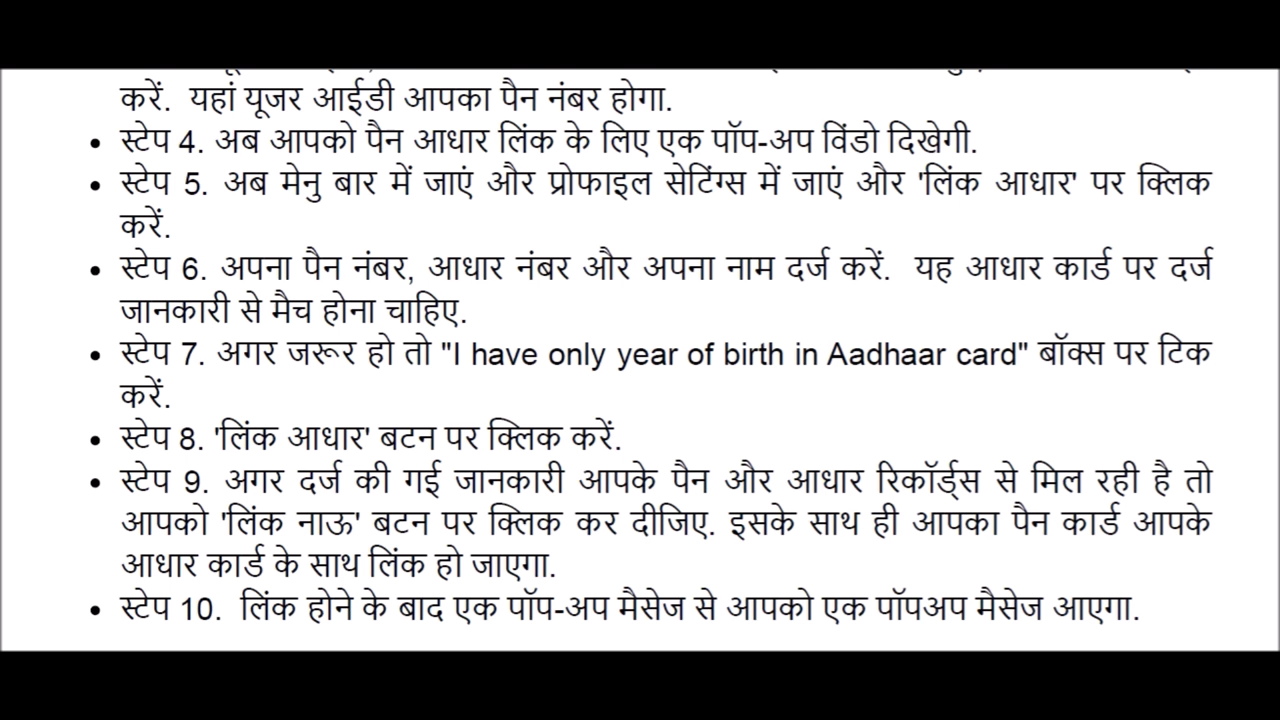 करें.  यहां यूजर आईडी आपका पैन नंबर होगा.
• स्टेप 4. अब आपको पैन आधार लिंक के लिए एक पॉप-अप विंडो दिखेगी.
• स्टेप 5. अब मेनु बार में जाएं और प्रोफाइल सेटिंग्स में जाएं और 'लिंक आधार' पर क्लिक
करें.
• स्टेप 6. अपना पैन नंबर, आधार नंबर और अपना नाम दर्ज करें.  यह आधार कार्ड पर दर्ज
जानकारी से मैच होना चाहिए.
• स्टेप 7. अगर जरूर हो तो "I have only year of birth in Aadhaar card" बॉक्स पर टिक
करें.
• स्टेप 8. 'लिंक आधार' बटन पर क्लिक करें.
• स्टेप 9. अगर दर्ज की गई जानकारी आपके पैन और आधार रिकॉर्ड्स से मिल रही है तो
आपको 'लिंक नाऊ' बटन पर क्लिक कर दीजिए. इसके साथ ही आपका पैन कार्ड आपके
आधार कार्ड के साथ लिंक हो जाएगा.
• स्टेप 10.  लिंक होने के बाद एक पॉप-अप मैसेज से आपको एक पॉपअप मैसेज आएगा.